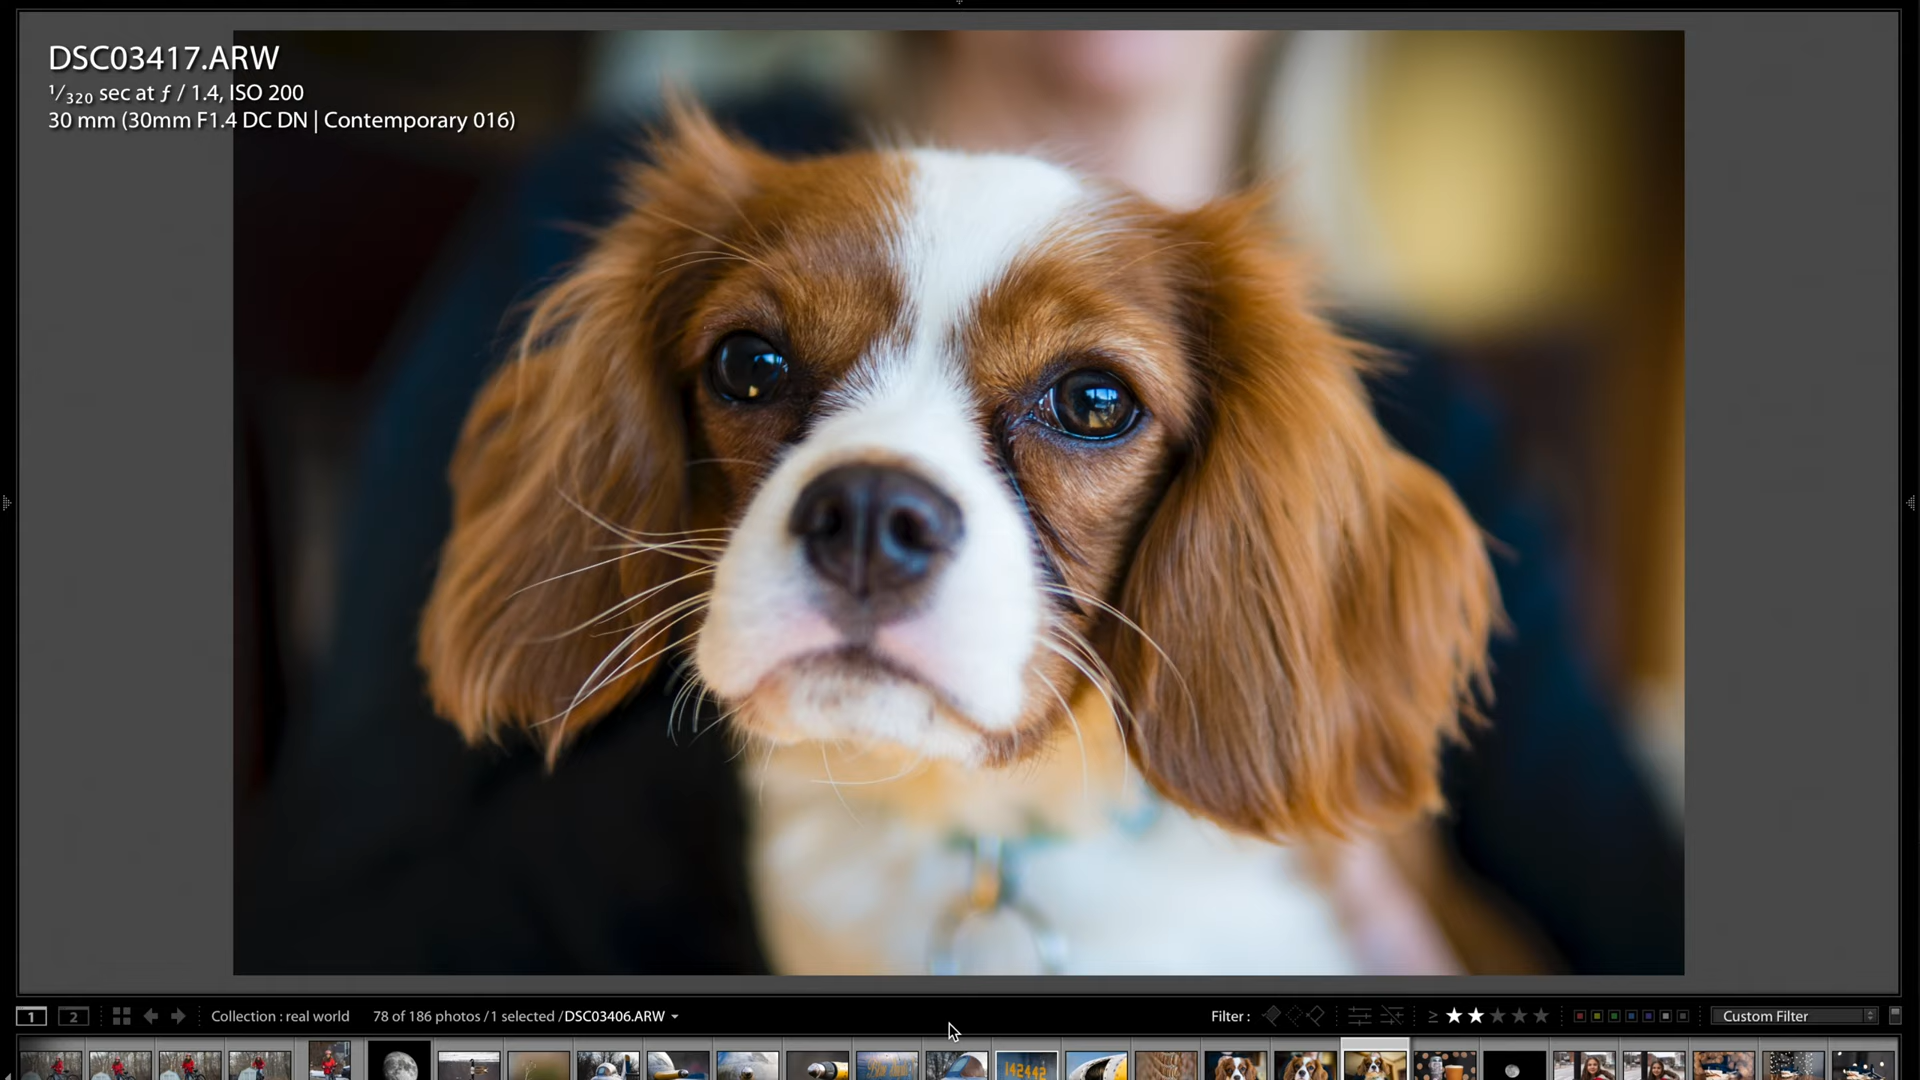 DSC03417.ARW
1/320 sec at ƒ / 1.4, ISO 200
30 mm (30mm F1.4 DC DN | Contemporary 016)
1 2 Collection : real world 78 of 186 photos / 1 selected / DSC03406.ARW Filter : ≥ ★★★★★ Custom Filter
142442